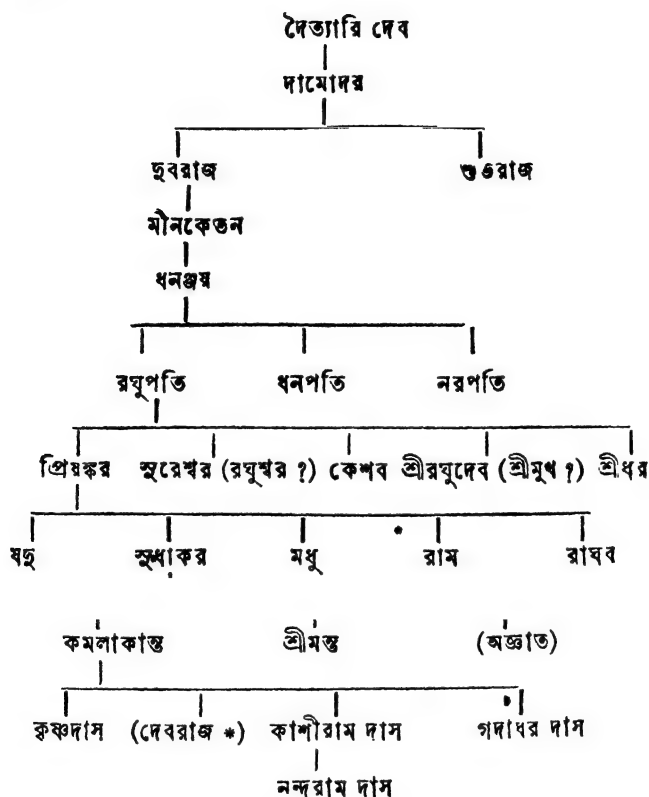 দৈত্যারি দেব
দামোদর
দুবরাজ শুভরাজ
মীনকেতন
ধনঞ্জয়
রঘুপতি ধনপতি নরপতি
প্রিয়ঙ্কর সুরেশ্বর (রঘুশ্বর ?) কেশব শ্রীরঘুদেব (শ্রীমুখ ?) শ্রীধর
যদু সুধাকর মধু রাম রাঘব
কমলাকান্ত শ্রীমন্ত (অজ্ঞাত)
কৃষ্ণদাস (দেবরাজ *) কাশীরাম দাস গদাধর দাস
নন্দরাম দাস